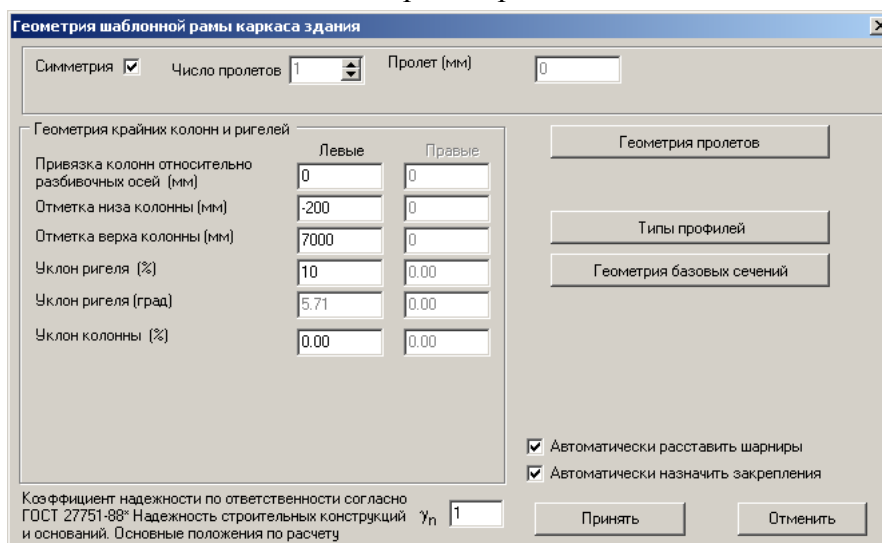 Геометрия шаблонной рамы каркаса здания
Симметрия Число пролетов 1 Пролет (мм) 0
Геометрия крайних колонн и ригелей
Левые Правые
Привязка колонн относительно
разбивочных осей (мм) 0 0
Отметка низа колонны (мм) -200 0
Отметка верха колонны (мм) 7000 0
Уклон ригеля (%) 10 0.00
Уклон ригеля (град) 5.71 0.00
Уклон колонны (%) 0.00 0.00
Геометрия пролетов
Типы профилей
Геометрия базовых сечений
Автоматически расставить шарниры
Автоматически назначить закрепления
Коэффициент надежности по ответственности согласно
ГОСТ 27751-88* Надежность строительных конструкций γn 1
и оснований. Основные положения по расчету
Принять Отменить